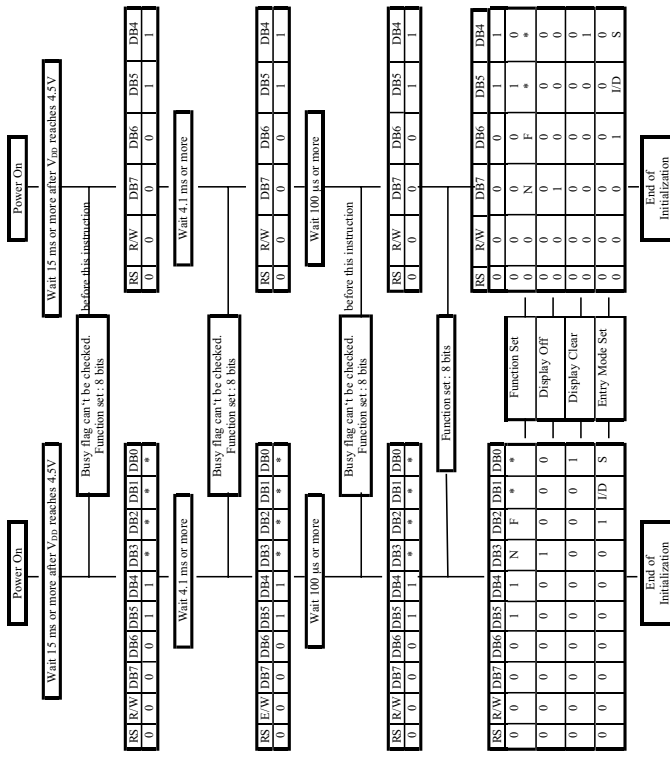 Power On
Power On
Wait 15 ms or more after VDD reaches 4.5V
Wait 15 ms or more after VDD reaches 4.5V
Busy flag can't be checked. before this instruction
Function set : 8 bits
RS R/W DB7 DB6 DB5 DB4 DB3 DB2 DB1 DB0
0 0 0 0 1 1 * * * *
RS R/W DB7 DB6 DB5 DB4
0 0 0 0 1 1
Wait 4.1 ms or more
Wait 4.1 ms or more
Busy flag can't be checked.
Function set : 8 bits
RS E/W DB7 DB6 DB5 DB4 DB3 DB2 DB1 DB0
0 0 0 0 1 1 * * * *
RS R/W DB7 DB6 DB5 DB4
0 0 0 0 1 1
Wait 100 µs or more
Wait 100 µs or more
Busy flag can't be checked. before this instruction
Function set : 8 bits
RS R/W DB7 DB6 DB5 DB4 DB3 DB2 DB1 DB0
0 0 0 0 1 1 * * * *
RS R/W DB7 DB6 DB5 DB4
0 0 0 0 1 1
Function set : 8 bits
RS R/W DB7 DB6 DB5 DB4 DB3 DB2 DB1 DB0
0 0 0 0 1 1 N F * *
0 0 0 0 0 0 1 0 0 0
0 0 0 0 0 0 0 0 0 1
0 0 0 0 0 0 0 1 I/D S
Function Set
Display Off
Display Clear
Entry Mode Set
RS R/W DB7 DB6 DB5 DB4
0 0 0 0 1 1
0 0 0 0 1 0
0 0 N F * *
0 0 0 0 0 0
0 0 1 0 0 0
0 0 0 0 0 0
0 0 0 0 0 1
0 0 0 0 0 0
0 0 0 1 I/D S
End of
Initialization
End of
Initialization